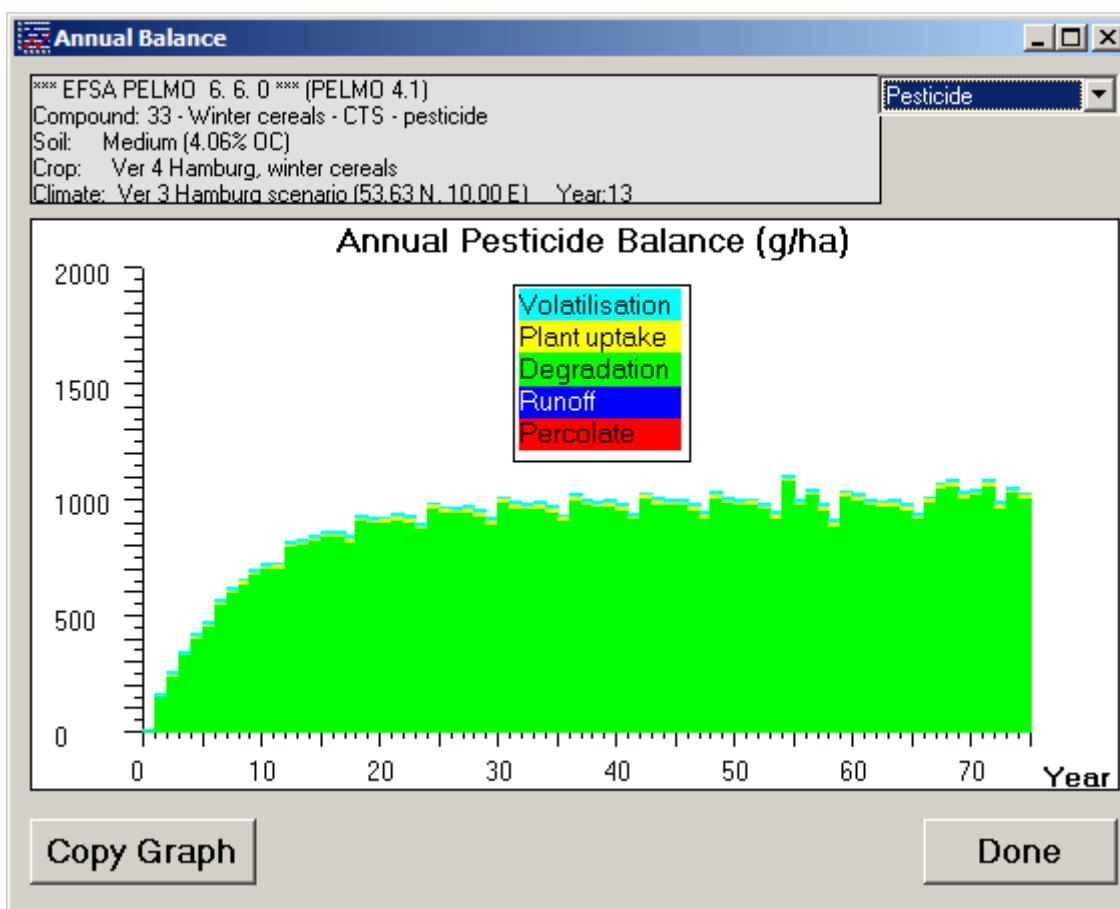 Annual Balance
*** EFSA PELMO 6. 6. 0 *** (PELMO 4.1)
Compound: 33 - Winter cereals - CTS - pesticide
Soil: Medium (4.06% OC)
Crop: Ver 4 Hamburg, winter cereals
Climate: Ver 3 Hamburg scenario (53.63 N, 10.00 E) Year:13
Pesticide
Annual Pesticide Balance (g/ha)
Volatilisation
Plant uptake
Degradation
Runoff
Percolate
2000
1500
1000
500
0
0 10 20 30 40 50 60 70 Year
Copy Graph
Done